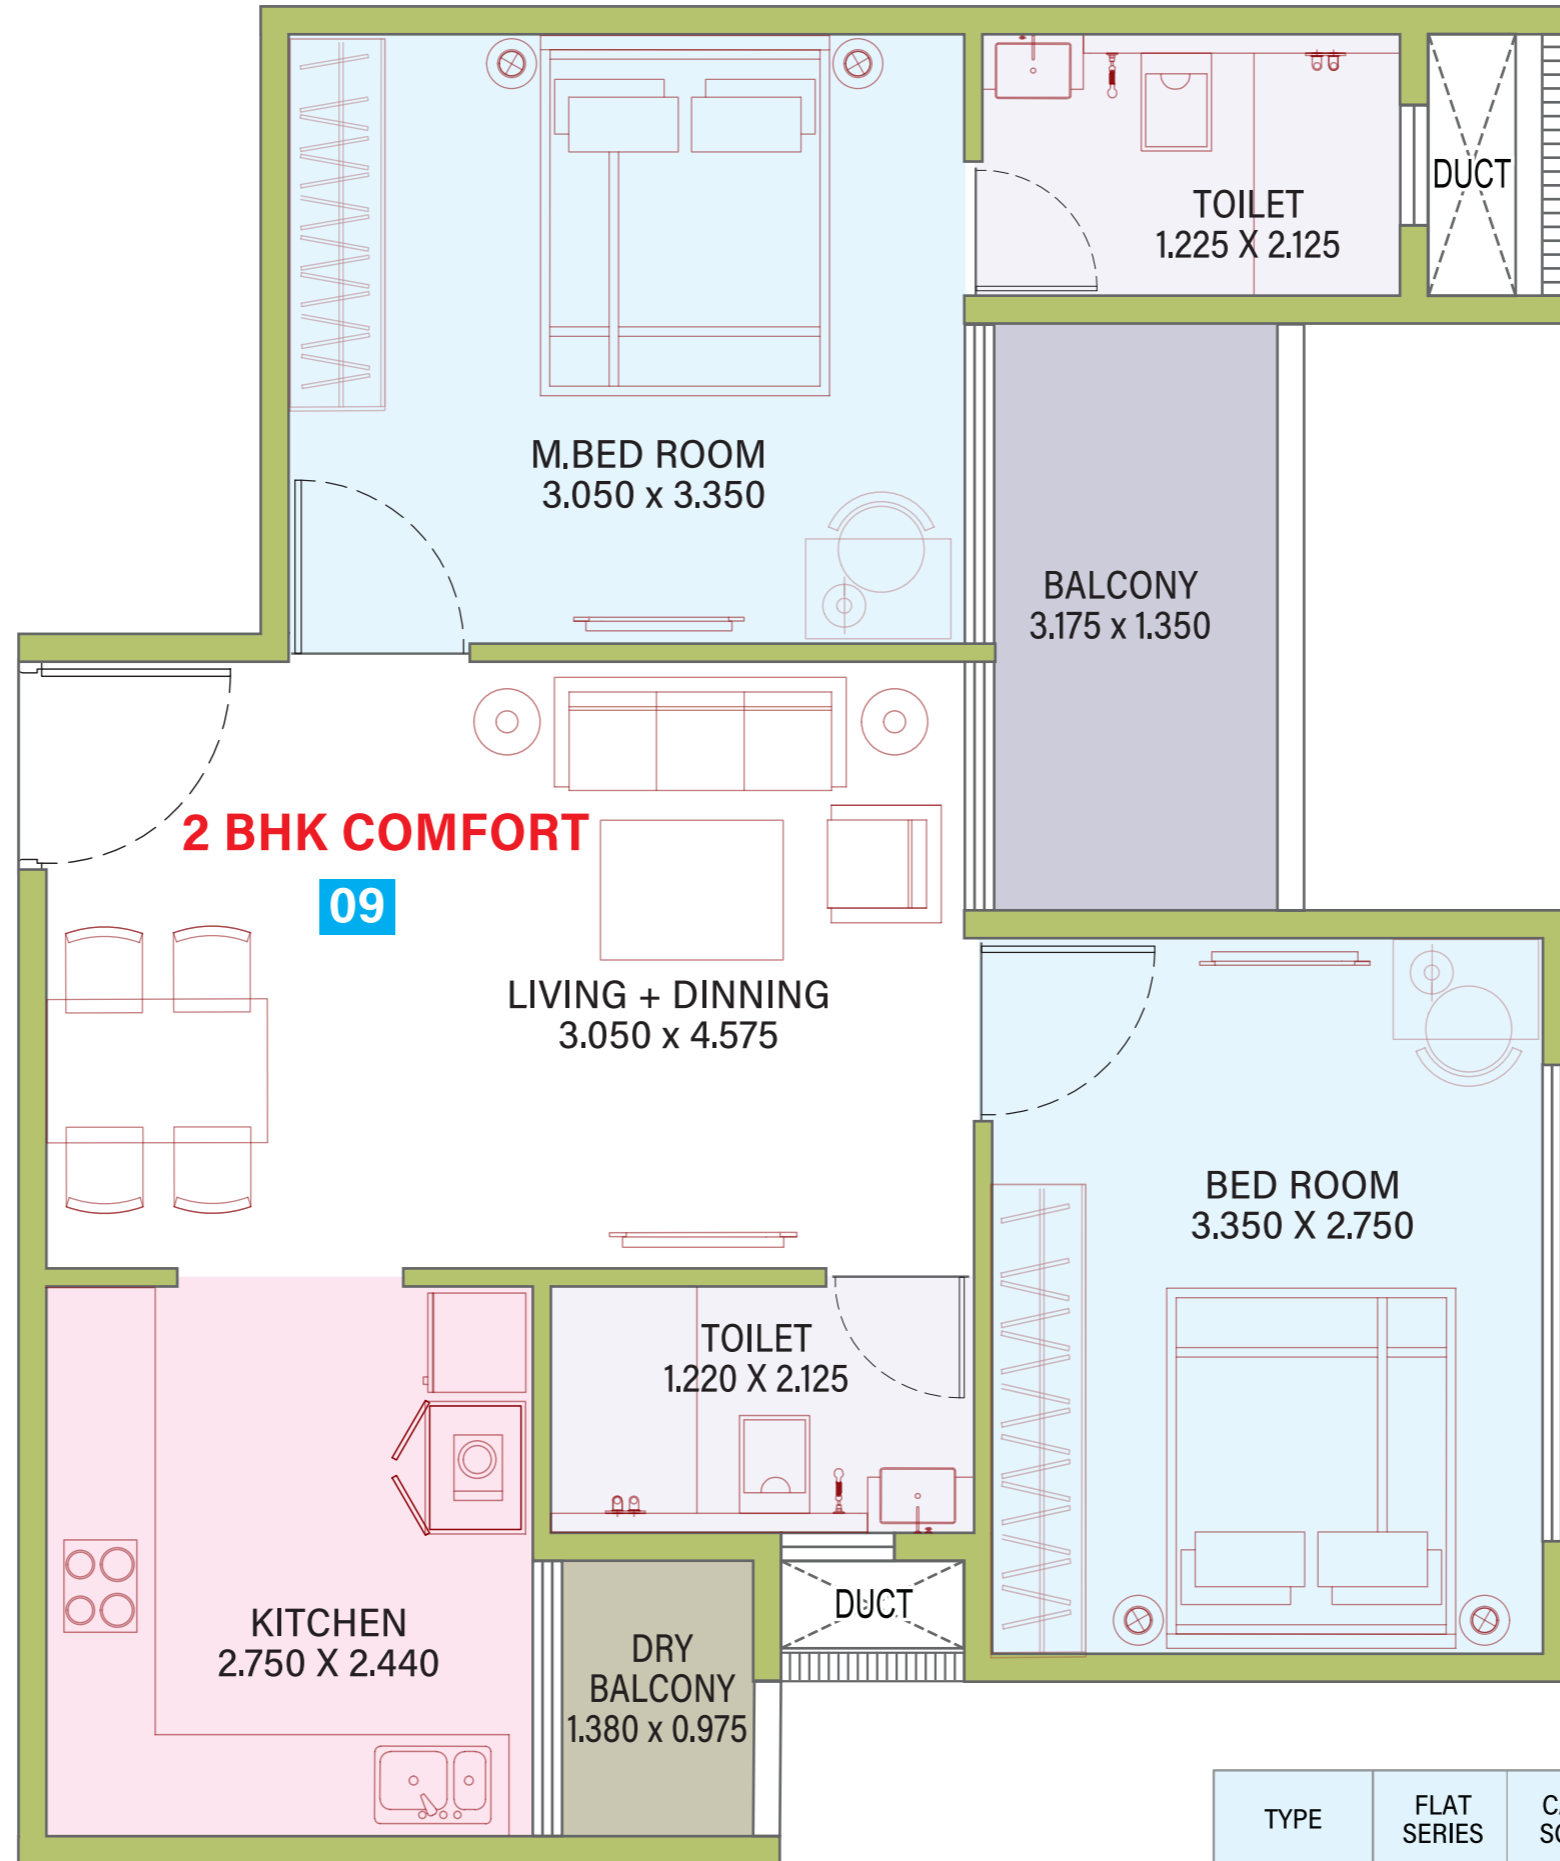 DUCT
TOILET
1.225 X 2.125
M.BED ROOM
3.050 x 3.350
BALCONY
3.175 x 1.350
2 BHK COMFORT
09
LIVING + DINNING
3.050 x 4.575
BED ROOM
3.350 X 2.750
TOILET
1.220 X 2.125
DUCT
KITCHEN
2.750 X 2.440
DRY
BALCONY
1.380 x 0.975
TYPE
FLAT
SERIES